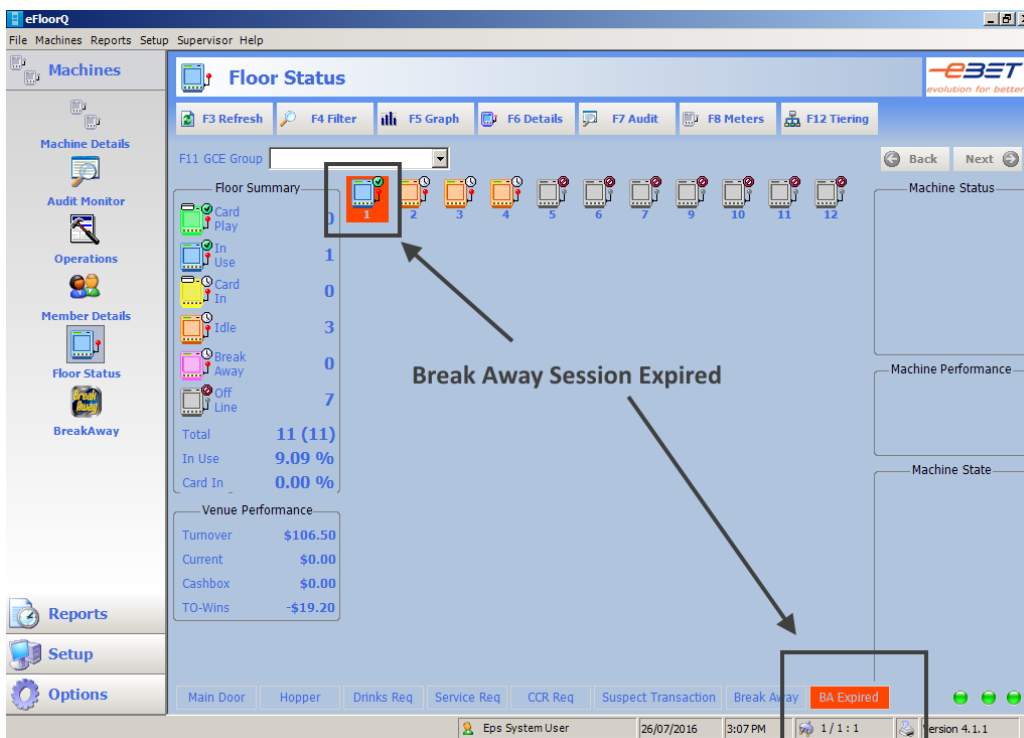 eFloorQ
File Machines Reports Setup Supervisor Help
Machines
Machine Details
Audit Monitor
Operations
Member Details
Floor Status
Break Away
BreakAway
Reports
Setup
Options
Floor Status
eBET
evolution for better
F3 Refresh F4 Filter F5 Graph F6 Details F7 Audit F8 Meters F12 Tiering
F11 GCE Group
Back Next
Floor Summary
Card Play 0
In Use 1
Card In 0
Idle 3
Break Away 0
Off Line 7
Total 11 (11)
In Use 9.09 %
Card In 0.00 %
Venue Performance
Turnover $106.50
Current $0.00
Cashbox $0.00
TO-Wins -$19.20
1 2 3 4 5 6 7 9 10 11 12
Break Away Session Expired
Machine Status
Machine Performance
Machine State
Main Door Hopper Drinks Req Service Req CCR Req Suspect Transaction Break Away BA Expired
Eps System User 26/07/2016 3:07 PM 1 / 1 : 1 Version 4.1.1